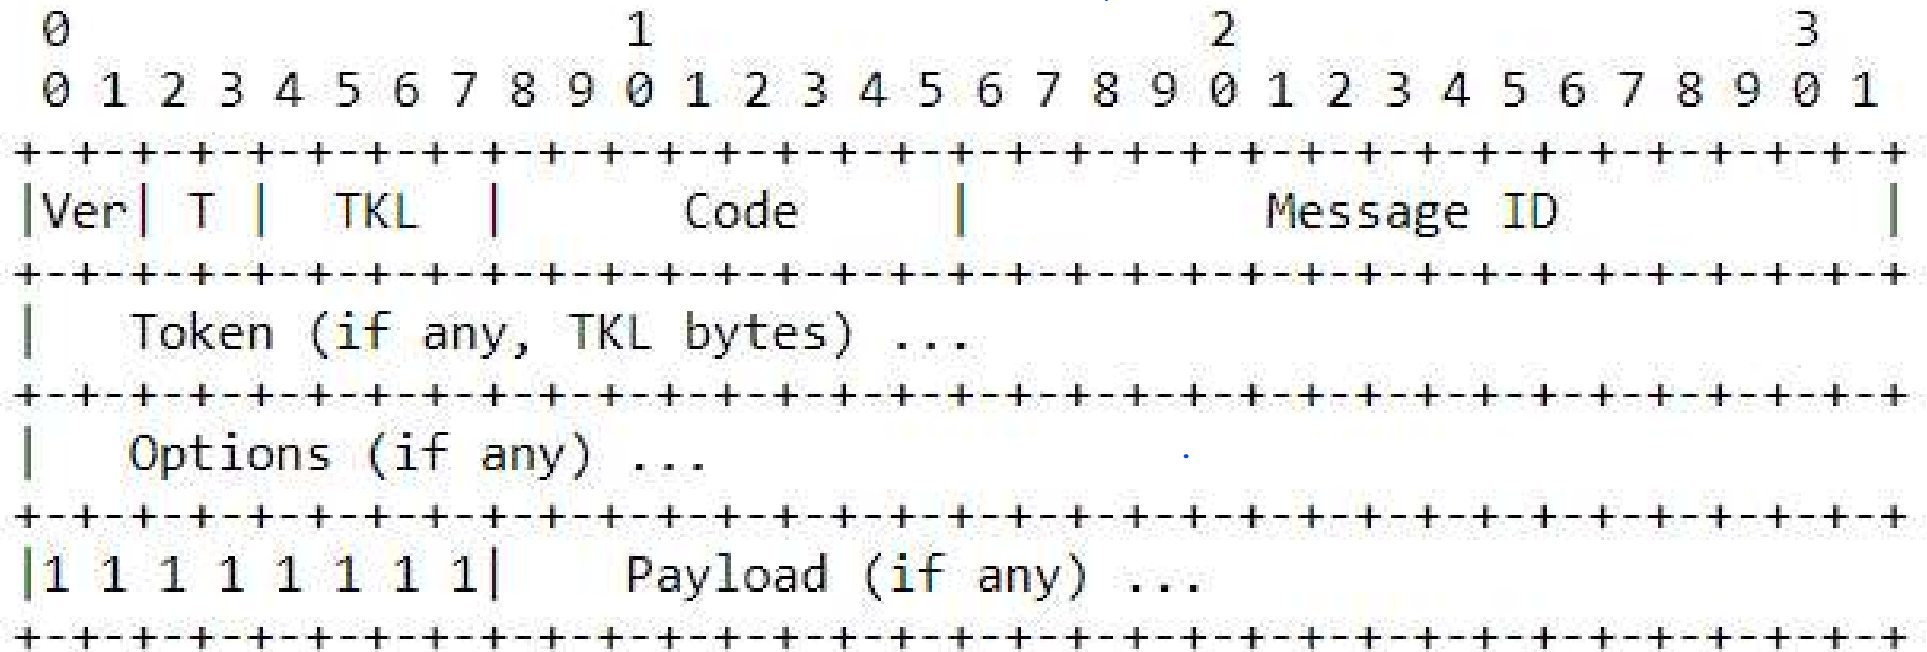 0                   1                   2                   3
0 1 2 3 4 5 6 7 8 9 0 1 2 3 4 5 6 7 8 9 0 1 2 3 4 5 6 7 8 9 0 1
+-+-+-+-+-+-+-+-+-+-+-+-+-+-+-+-+-+-+-+-+-+-+-+-+-+-+-+-+-+-+-+-+
|Ver| T |  TKL  |      Code     |          Message ID           |
+-+-+-+-+-+-+-+-+-+-+-+-+-+-+-+-+-+-+-+-+-+-+-+-+-+-+-+-+-+-+-+-+
|   Token (if any, TKL bytes) ...
+-+-+-+-+-+-+-+-+-+-+-+-+-+-+-+-+-+-+-+-+-+-+-+-+-+-+-+-+-+-+-+-+
|   Options (if any) ...
+-+-+-+-+-+-+-+-+-+-+-+-+-+-+-+-+-+-+-+-+-+-+-+-+-+-+-+-+-+-+-+-+
|1 1 1 1 1 1 1 1|    Payload (if any) ...
+-+-+-+-+-+-+-+-+-+-+-+-+-+-+-+-+-+-+-+-+-+-+-+-+-+-+-+-+-+-+-+-+